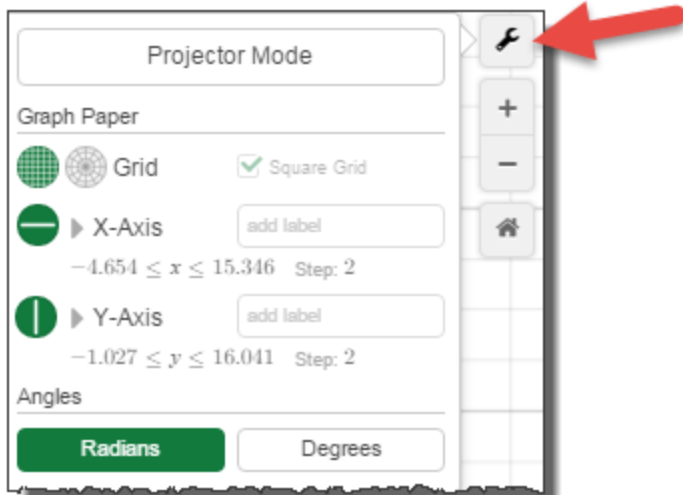 Projector Mode
Graph Paper
Grid Square Grid
X-Axis add label
−4.654 ≤ x ≤ 15.346 Step: 2
Y-Axis add label
−1.027 ≤ y ≤ 16.041 Step: 2
Angles
Radians Degrees
+
−